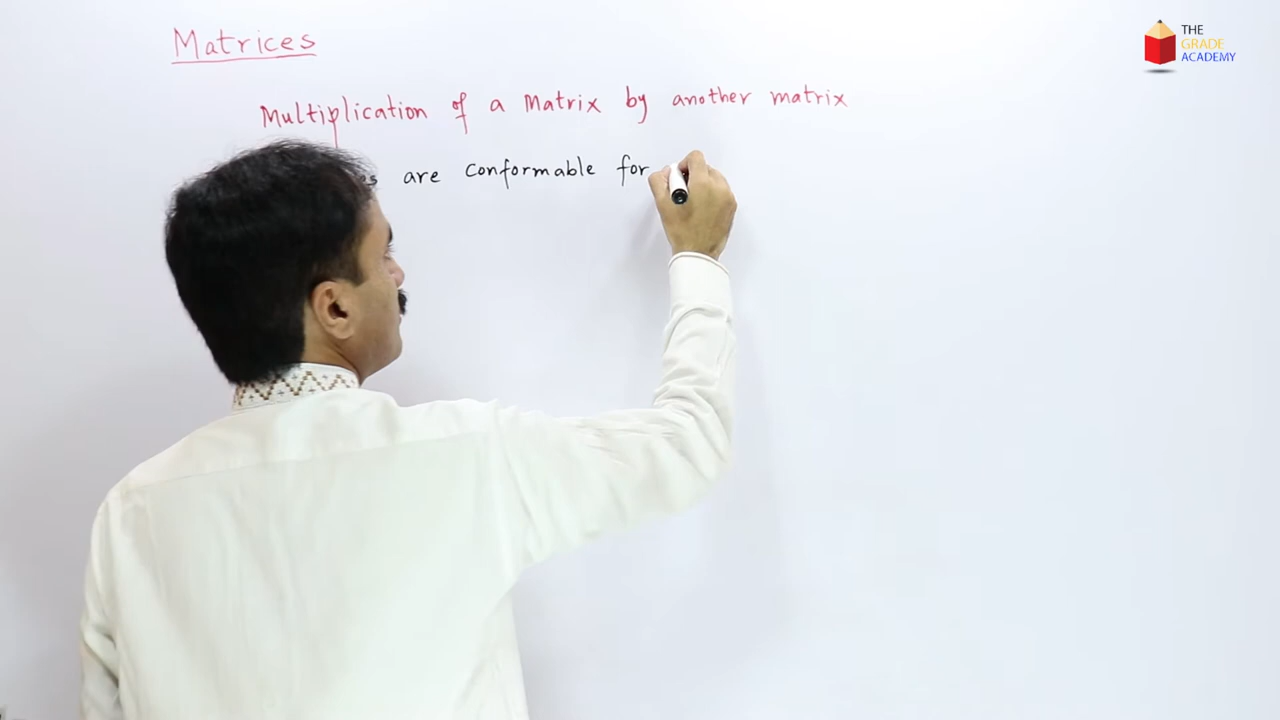 Matrices
THE
GRADE
ACADEMY
Multiplication of a Matrix by another matrix
are conformable for